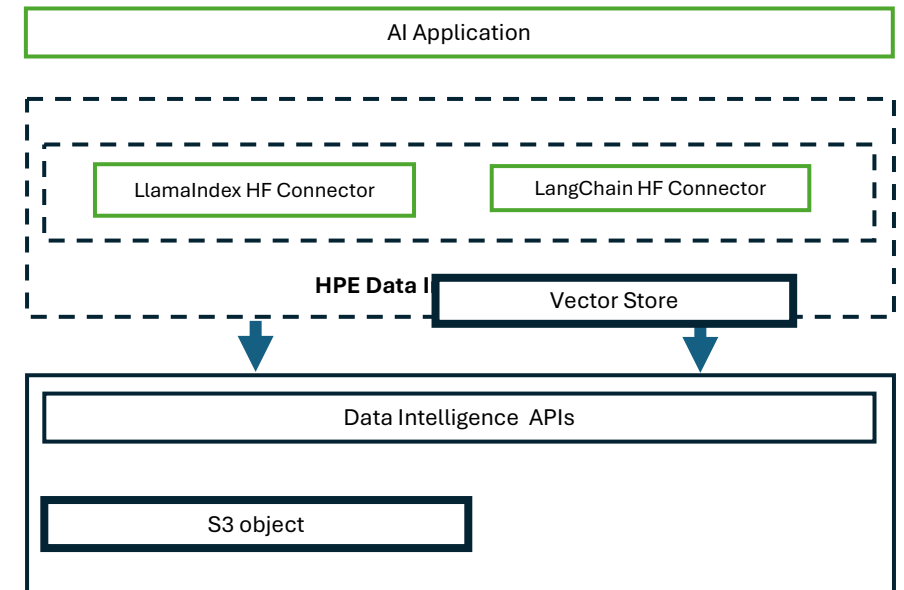 AI Application
LlamaIndex HF Connector
LangChain HF Connector
HPE Data
Vector Store
Data Intelligence APIs
S3 object